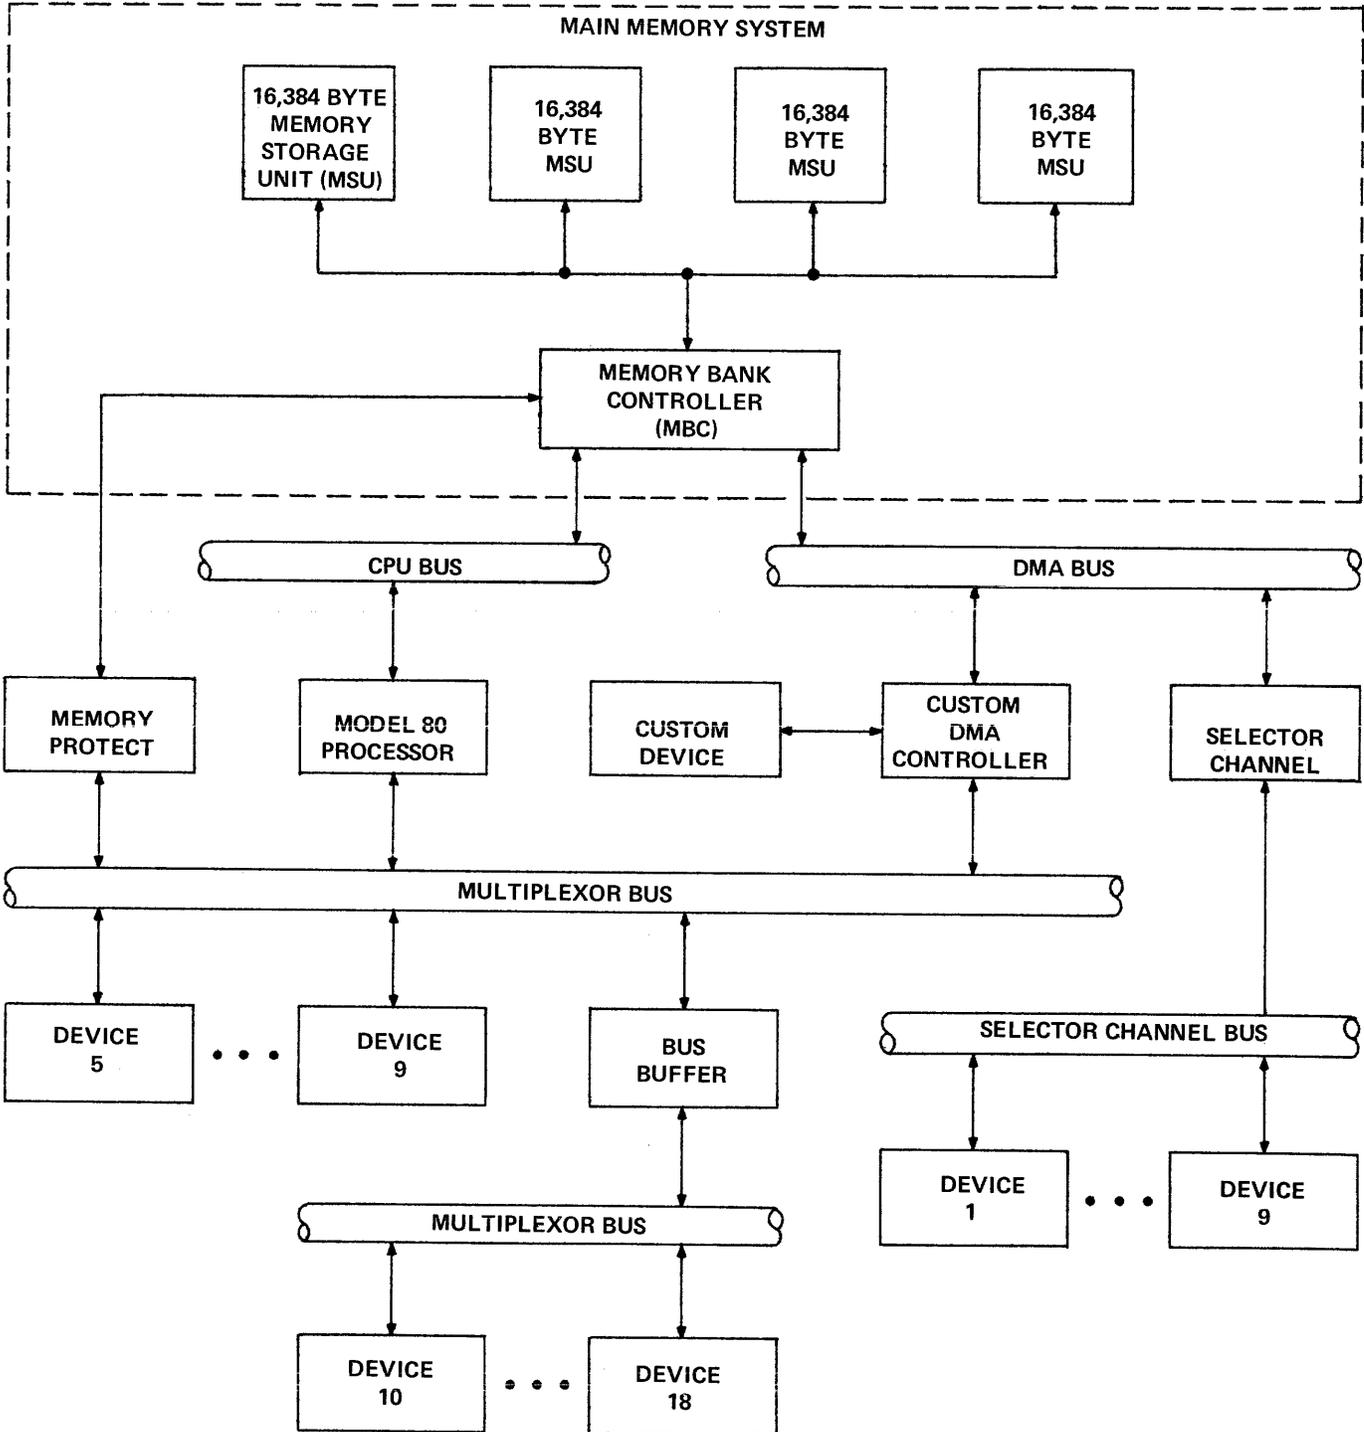 MAIN MEMORY SYSTEM
16,384 BYTE
MEMORY
STORAGE
UNIT (MSU)
16,384
BYTE
MSU
16,384
BYTE
MSU
16,384
BYTE
MSU
MEMORY BANK
CONTROLLER
(MBC)
CPU BUS
DMA BUS
MEMORY
PROTECT
MODEL 80
PROCESSOR
CUSTOM
DEVICE
CUSTOM
DMA
CONTROLLER
SELECTOR
CHANNEL
MULTIPLEXOR BUS
DEVICE
5
DEVICE
9
BUS
BUFFER
SELECTOR CHANNEL BUS
DEVICE
1
DEVICE
9
MULTIPLEXOR BUS
DEVICE
10
DEVICE
18